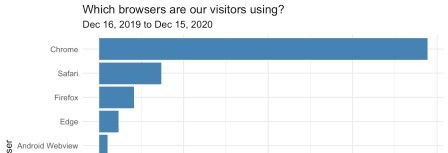 Which browsers are our visitors using?
Dec 16, 2019 to Dec 15, 2020
Chrome
Safari
Firefox
Edge
Android Webview